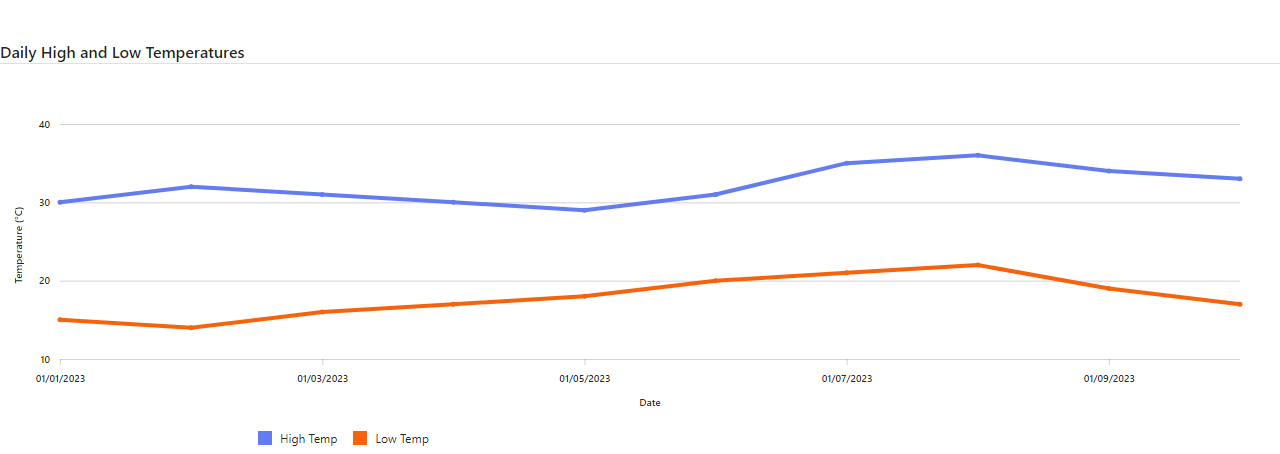 Daily High and Low Temperatures
Temperature (°C)
40
30
20
10
01/01/2023 01/03/2023 01/05/2023 01/07/2023 01/09/2023
Date
High Temp Low Temp